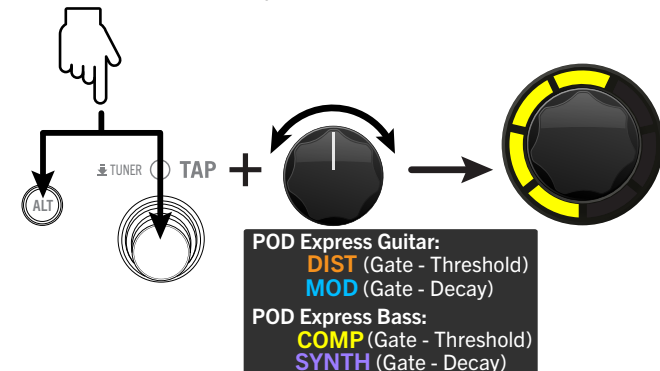 TUNER
TAP
ALT
POD Express Guitar:
DIST (Gate - Threshold)
MOD (Gate - Decay)
POD Express Bass:
COMP (Gate - Threshold)
SYNTH (Gate - Decay)